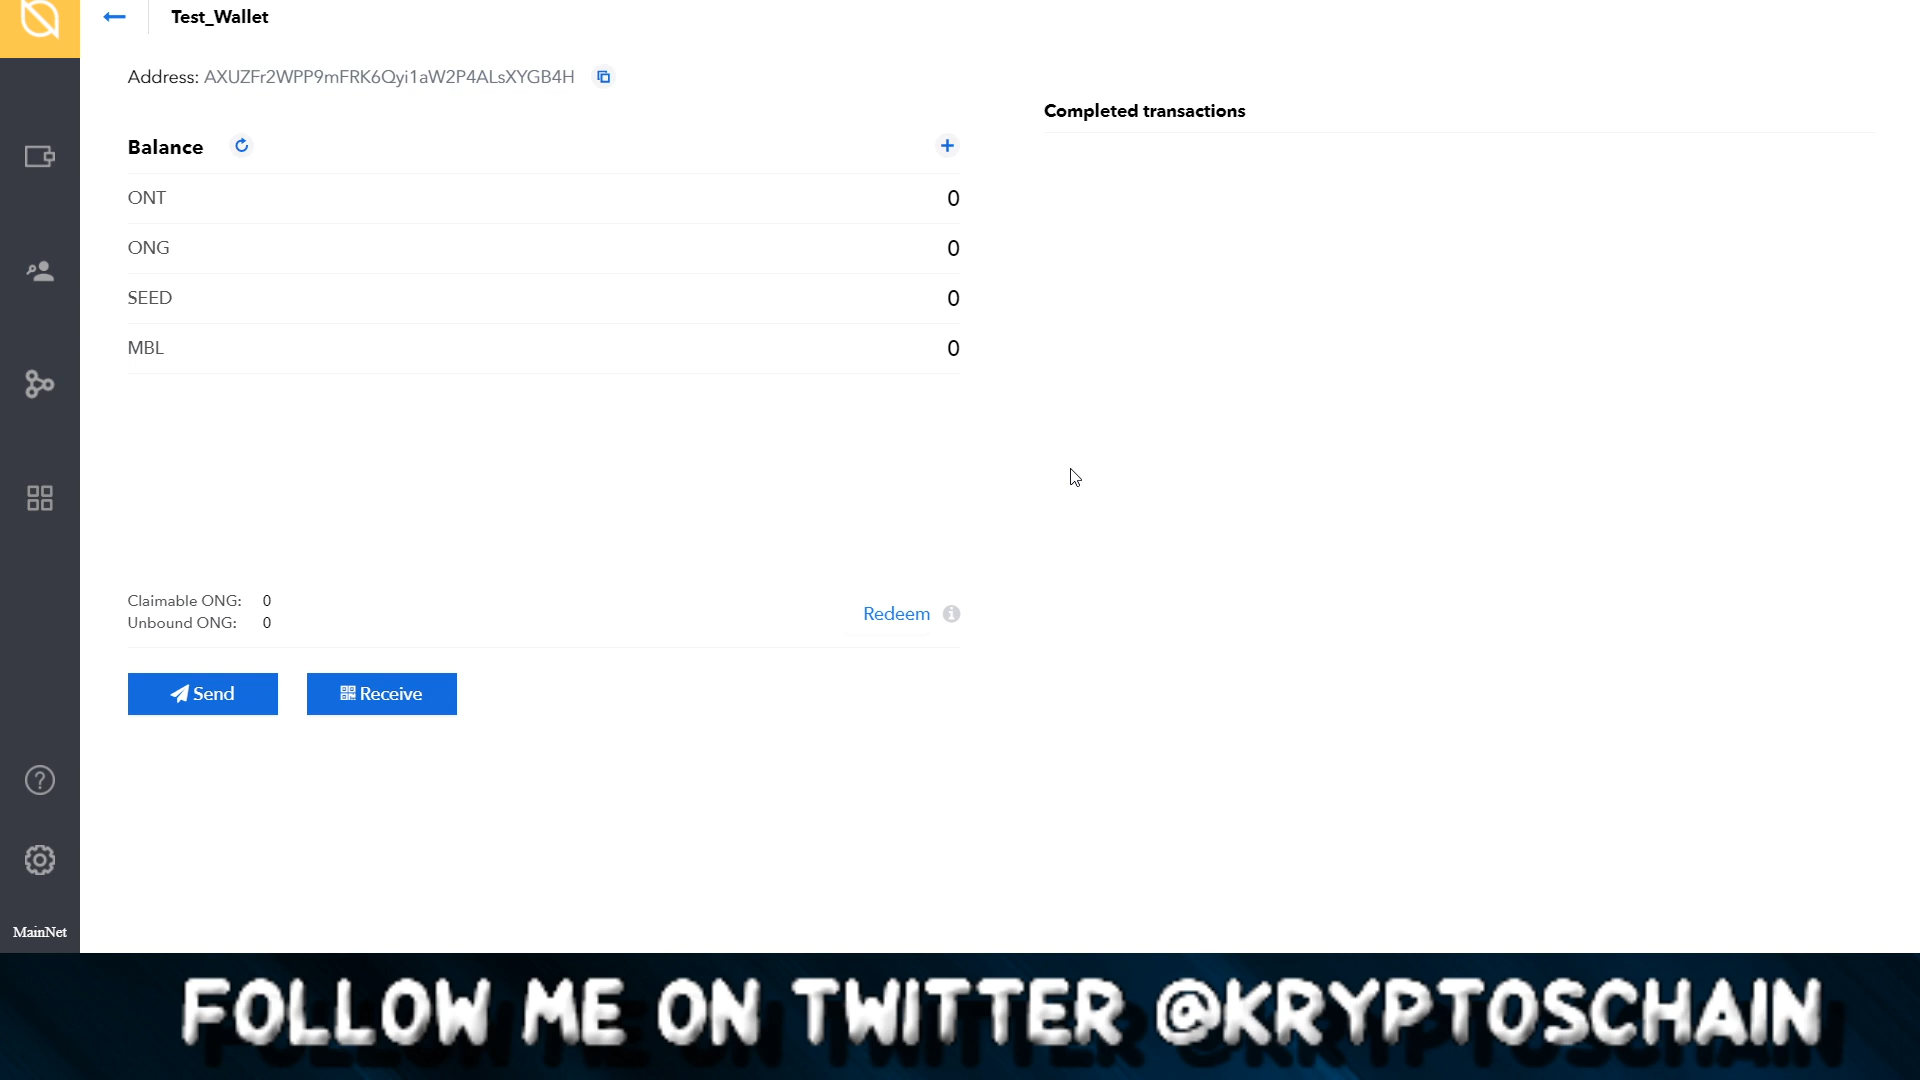 Test_Wallet
Address: AXUZFr2WPP9mFRK6Qyi1aW2P4ALsXYGB4H
Completed transactions
Balance
ONT 0
ONG 0
SEED 0
MBL 0
Claimable ONG: 0
Unbound ONG: 0
Redeem
Send
Receive
MainNet
FOLLOW ME ON TWITTER @KRYPTOSCHAIN